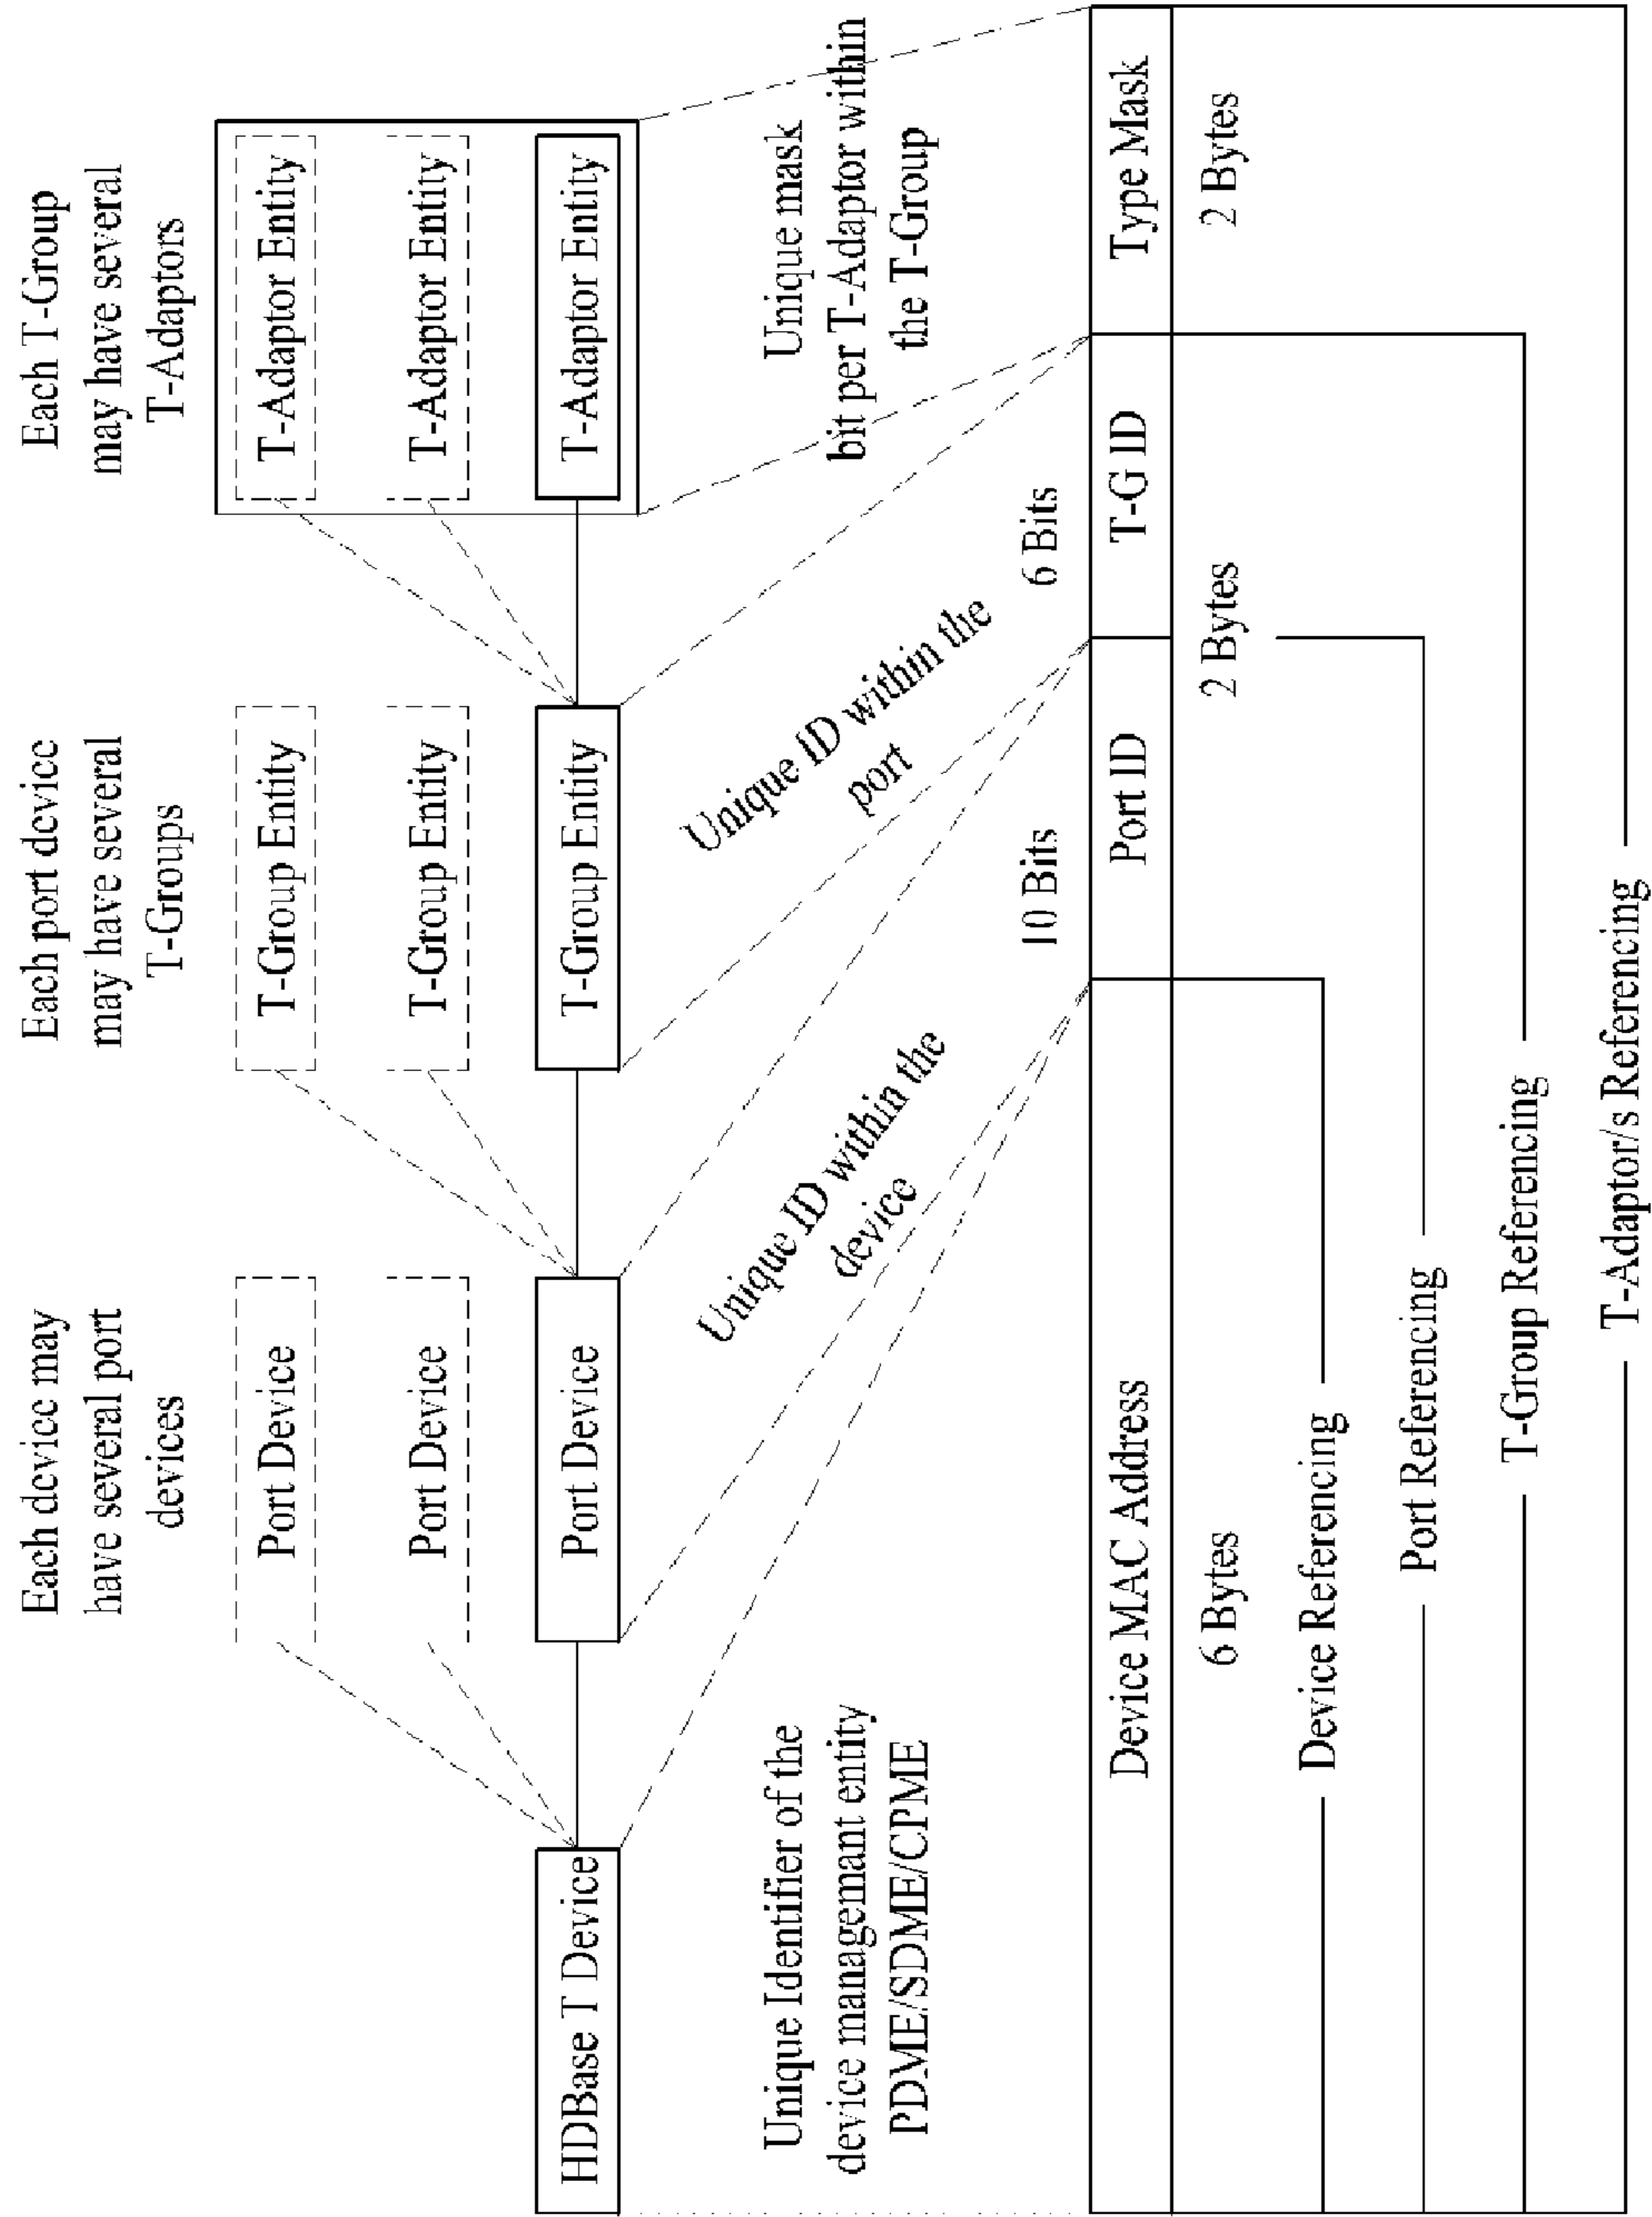 Each device may
have several port
devices
Each port device
may have several
T-Groups
Each T-Group
may have several
T-Adaptors
Port Device
T-Group Entity
T-Adaptor Entity
Port Device
T-Group Entity
T-Adaptor Entity
HDBase T Device
Port Device
T-Group Entity
T-Adaptor Entity
Unique Identifier of the
device managemant entity
PDME/SDME/CPME
Unique ID within the
device
Unique ID within the
port
Unique mask
bit per T-Adaptor within
the T-Group
10 Bits
6 Bits
Device MAC Address
Port ID
T-G ID
Type Mask
6 Bytes
2 Bytes
2 Bytes
Device Referencing
Port Referencing
T-Group Referencing
T-Adaptor/s Referencing